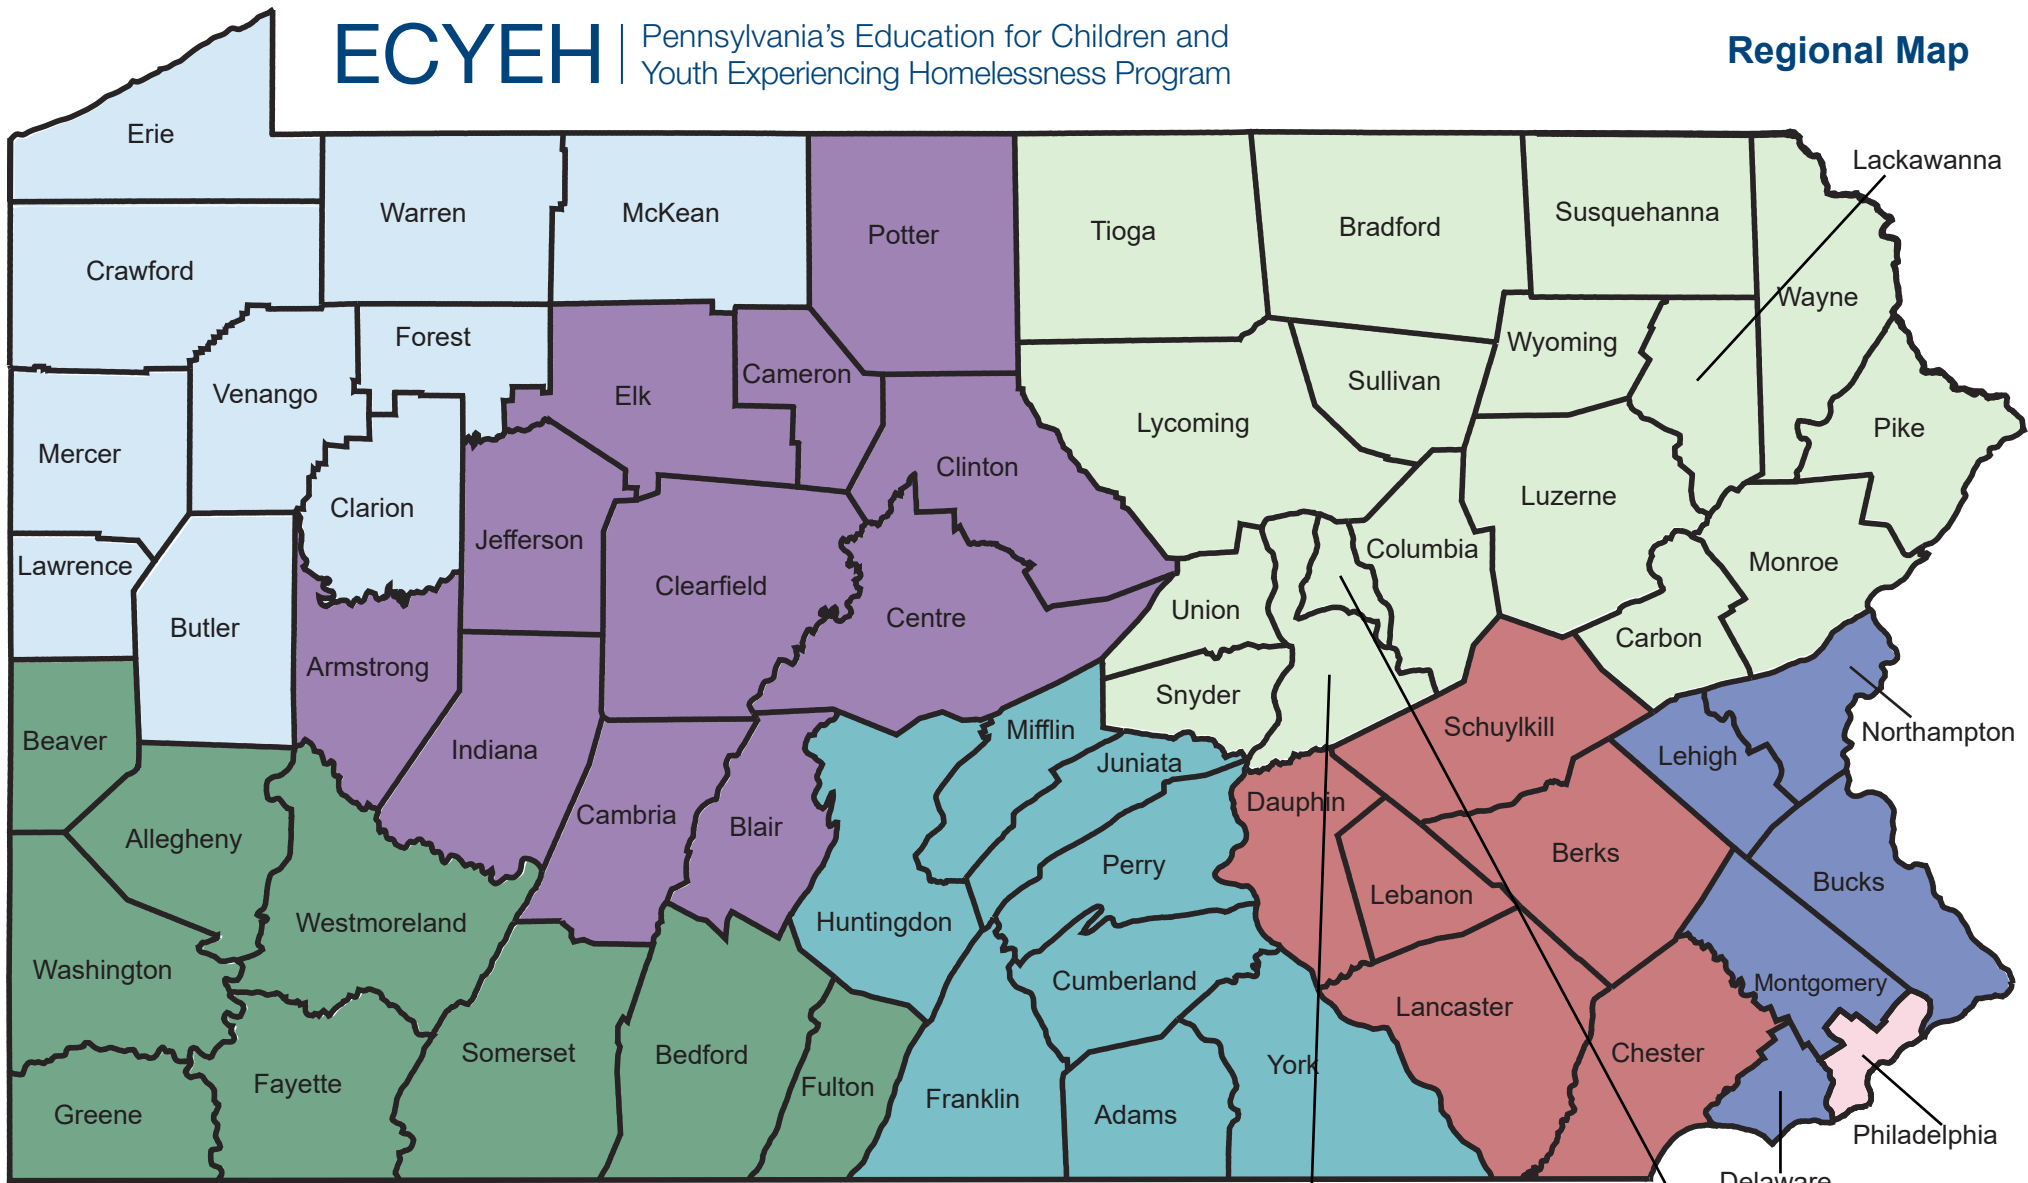 ECYEH
Pennsylvania’s Education for Children and
Youth Experiencing Homelessness Program
Regional Map
Erie
Lackawanna
Warren
McKean
Potter
Tioga
Bradford
Susquehanna
Crawford
Wayne
Forest
Wyoming
Cameron
Sullivan
Venango
Elk
Lycoming
Pike
Mercer
Clinton
Clarion
Luzerne
Jefferson
Columbia
Lawrence
Monroe
Clearfield
Union
Centre
Butler
Carbon
Armstrong
Snyder
Beaver
Indiana
Mifflin
Schuylkill
Northampton
Juniata
Lehigh
Dauphin
Cambria
Blair
Allegheny
Perry
Berks
Bucks
Lebanon
Westmoreland
Huntingdon
Washington
Cumberland
Montgomery
Lancaster
Somerset
Bedford
York
Chester
Fayette
Fulton
Franklin
Greene
Adams
Philadelphia
Delaware